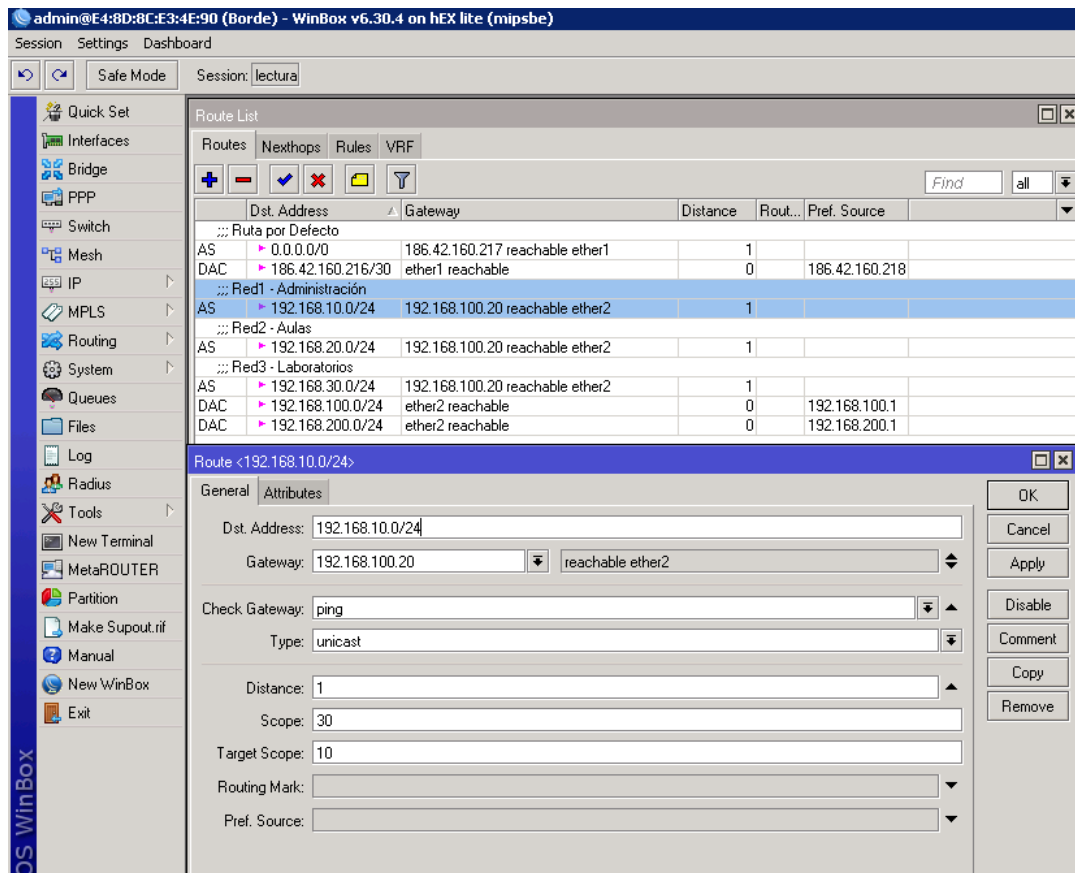 admin@E4:8D:8C:E3:4E:90 (Borde) - WinBox v6.30.4 on hEX lite (mipsbe)
Session Settings Dashboard
Safe Mode Session: lectura
Quick Set
Interfaces
Bridge
PPP
Switch
Mesh
IP
MPLS
Routing
System
Queues
Files
Log
Radius
Tools
New Terminal
MetaROUTER
Partition
Make Supout.rif
Manual
New WinBox
Exit
OS WinBox
Route List
Routes Nexthops Rules VRF
Find all
Dst. Address Gateway Distance Rout... Pref. Source
;;; Ruta por Defecto
AS 0.0.0.0/0 186.42.160.217 reachable ether1 1
DAC 186.42.160.216/30 ether1 reachable 0 186.42.160.218
;;; Red1 - Administración
AS 192.168.10.0/24 192.168.100.20 reachable ether2 1
;;; Red2 - Aulas
AS 192.168.20.0/24 192.168.100.20 reachable ether2 1
;;; Red3 - Laboratorios
AS 192.168.30.0/24 192.168.100.20 reachable ether2 1
DAC 192.168.100.0/24 ether2 reachable 0 192.168.100.1
DAC 192.168.200.0/24 ether2 reachable 0 192.168.200.1
Route <192.168.10.0/24>
General Attributes
Dst. Address: 192.168.10.0/24
Gateway: 192.168.100.20 reachable ether2
Check Gateway: ping
Type: unicast
Distance: 1
Scope: 30
Target Scope: 10
Routing Mark:
Pref. Source:
OK
Cancel
Apply
Disable
Comment
Copy
Remove